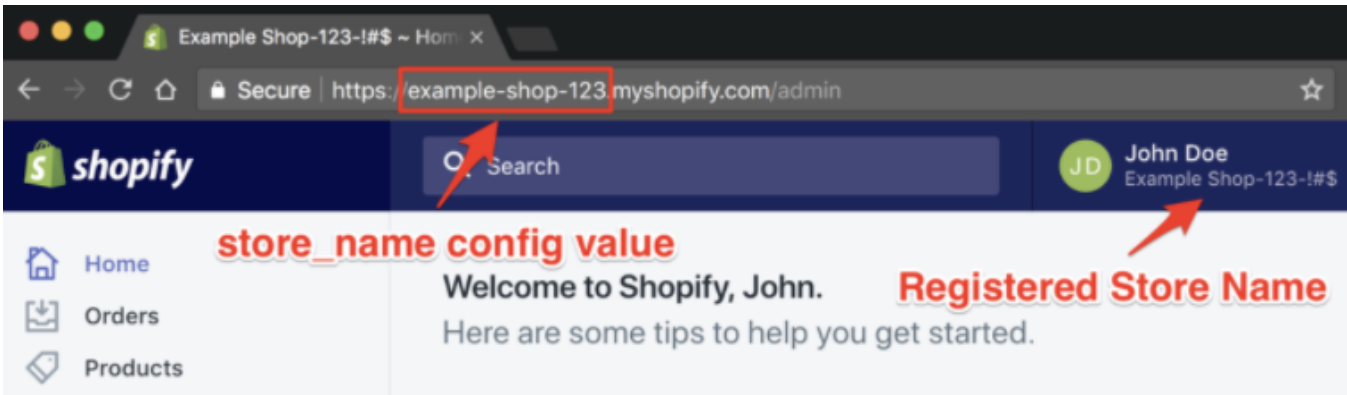 Example Shop-123-!#$ ~ Hom
Secure https://example-shop-123.myshopify.com/admin
shopify
Search
JD
John Doe
Example Shop-123-!#$
store_name config value
Registered Store Name
Home
Welcome to Shopify, John.
Orders
Here are some tips to help you get started.
Products